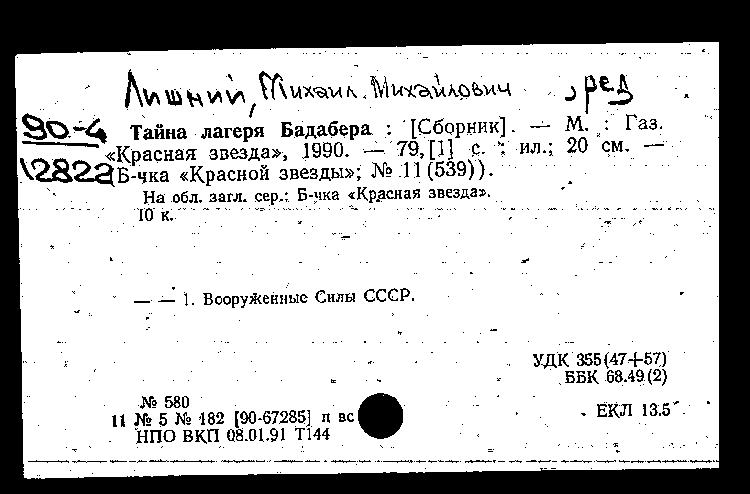 Лишний, Михаил Михайлович, ред
90-4
12822
Тайна лагеря Бадабера : [Сборник]. — М. : Газ.
«Красная звезда», 1990. — 79,[1] с. : ил.; 20 см. —
(Б-чка «Красной звезды»; № 11 (539)).
На обл. загл. сер.: Б-чка «Красная звезда».
10 к.
— — 1. Вооруженные Силы СССР.
УДК 355(47+57)
ББК 68.49(2)
№ 580
11 № 5 № 182 [90-67285] п вс
ЕКЛ 13.5
НПО ВКП 08.01.91 Т144